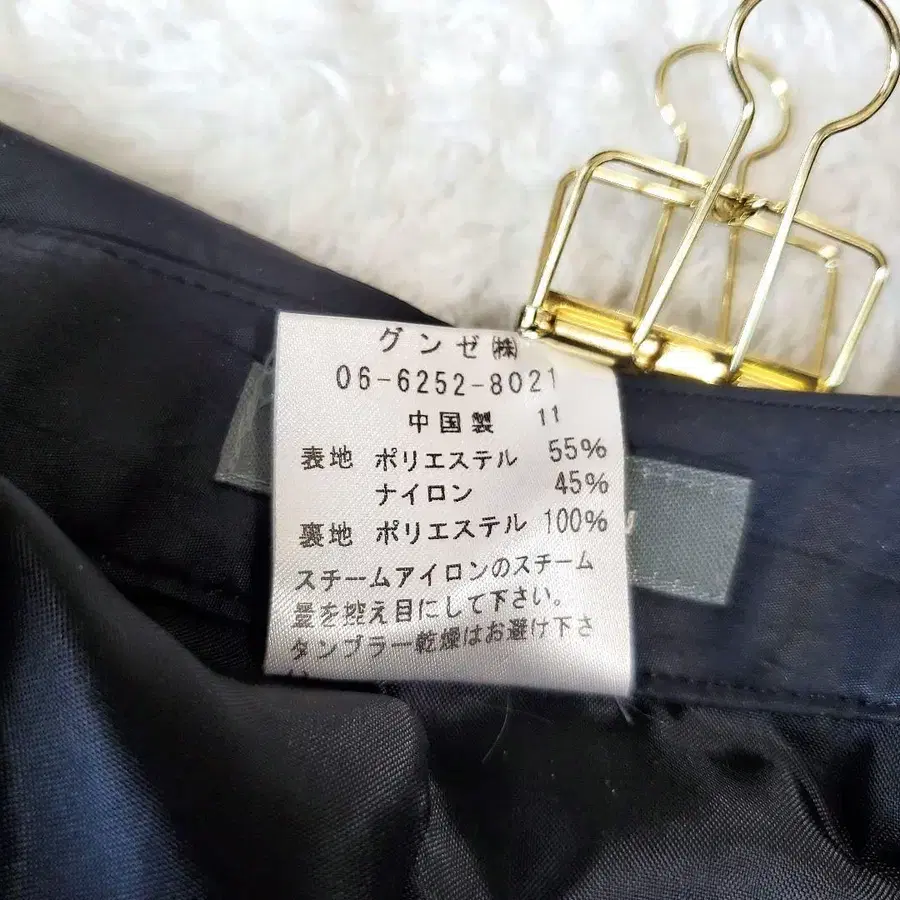 グンゼ㈱
06-6252-8021
中国製 11
表地 ポリエステル 55%
ナイロン 45%
裏地 ポリエステル 100%
スチームアイロンのスチーム
量を控え目にして下さい。
タンブラー乾燥はお避け下さ